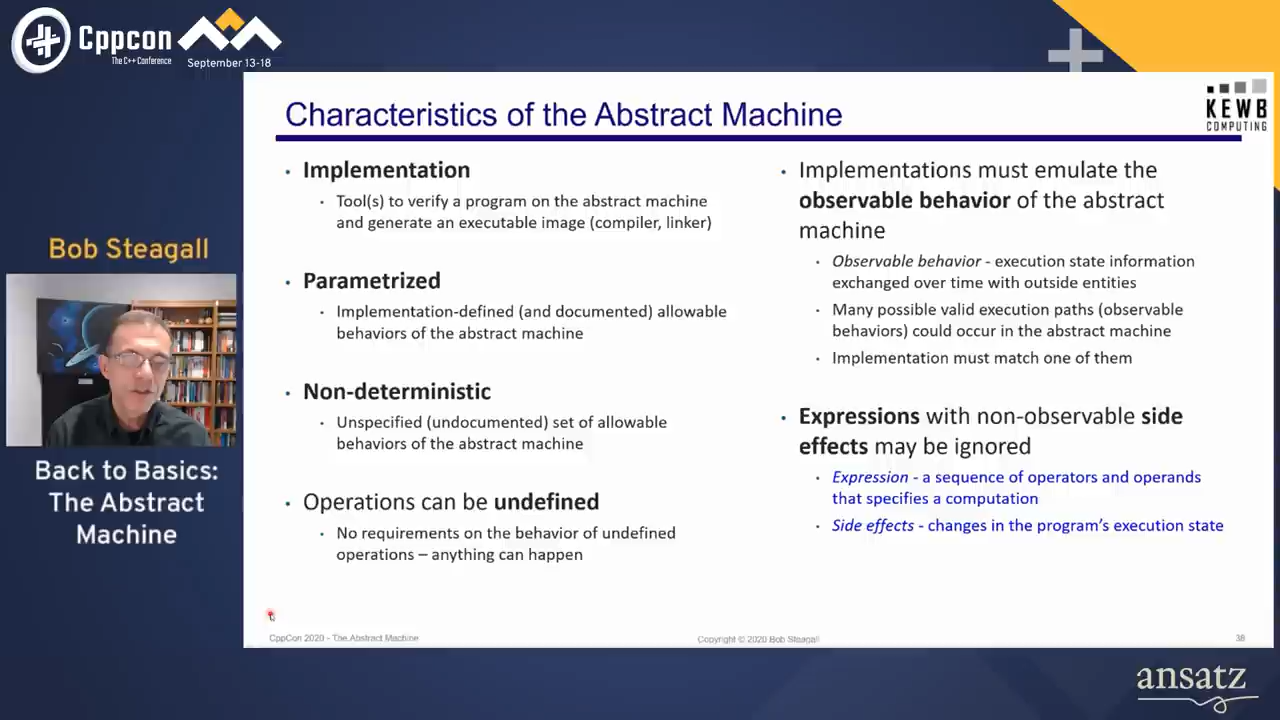 Cppcon
The C++ Conference
September 13-18
KEWB
COMPUTING
Bob Steagall
Back to Basics:
The Abstract
Machine
Characteristics of the Abstract Machine
• Implementation
• Tool(s) to verify a program on the abstract machine
and generate an executable image (compiler, linker)
• Parametrized
• Implementation-defined (and documented) allowable
behaviors of the abstract machine
• Non-deterministic
• Unspecified (undocumented) set of allowable
behaviors of the abstract machine
• Operations can be undefined
• No requirements on the behavior of undefined
operations – anything can happen
• Implementations must emulate the
observable behavior of the abstract
machine
• Observable behavior - execution state information
exchanged over time with outside entities
• Many possible valid execution paths (observable
behaviors) could occur in the abstract machine
• Implementation must match one of them
• Expressions with non-observable side
effects may be ignored
• Expression - a sequence of operators and operands
that specifies a computation
• Side effects - changes in the program's execution state
CppCon 2020 - The Abstract Machine
Copyright © 2020 Bob Steagall
38
ansatz